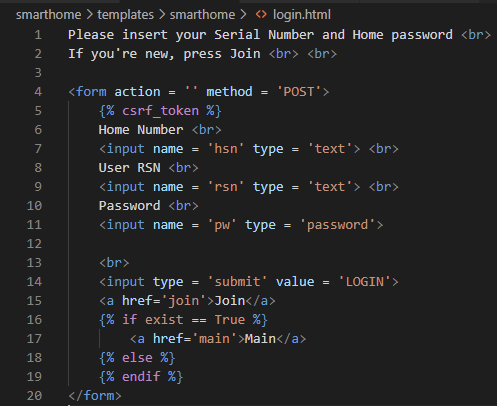 smarthome > templates > smarthome > <> login.html
1 Please insert your Serial Number and Home password <br>
2 If you're new, press Join <br> <br>
3
4 <form action = '' method = 'POST'>
5 {% csrf_token %}
6 Home Number <br>
7 <input name = 'hsn' type = 'text'> <br>
8 User RSN <br>
9 <input name = 'rsn' type = 'text'> <br>
10 Password <br>
11 <input name = 'pw' type = 'password'>
12
13 <br>
14 <input type = 'submit' value = 'LOGIN'>
15 <a href='join'>Join</a>
16 {% if exist == True %}
17 <a href='main'>Main</a>
18 {% else %}
19 {% endif %}
20 </form>